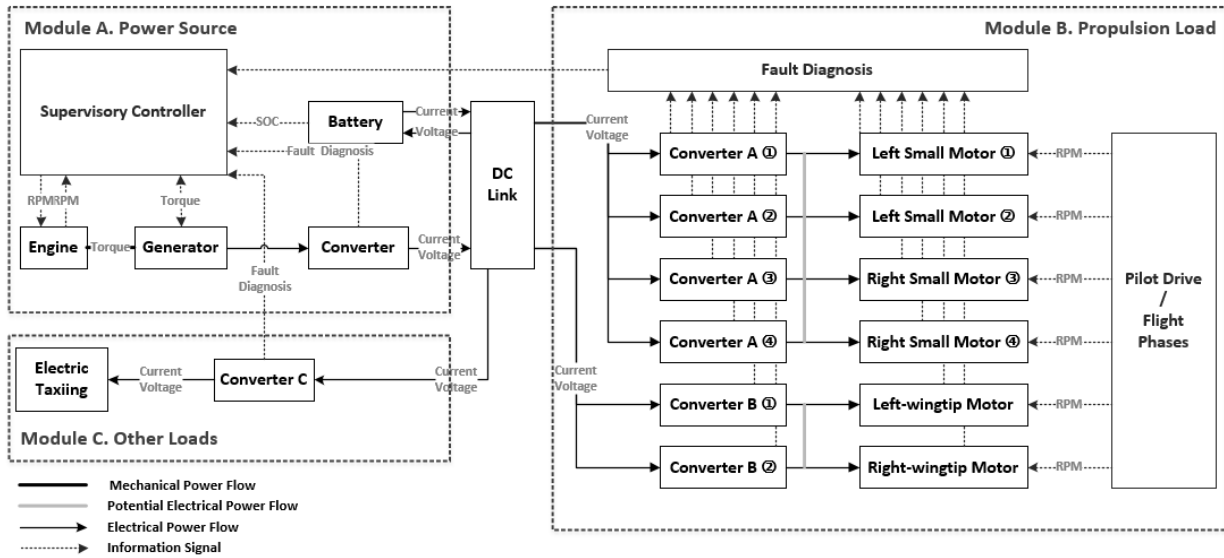 Module A. Power Source
Module B. Propulsion Load
Supervisory Controller
Fault Diagnosis
SOC
Battery
Current
Voltage
Fault Diagnosis
DC
Link
Current
Voltage
Converter A ①
Left Small Motor ①
RPM
Converter A ②
Left Small Motor ②
RPM
Converter A ③
Right Small Motor ③
RPM
Converter A ④
Right Small Motor ④
RPM
Converter B ①
Left-wingtip Motor
RPM
Converter B ②
Right-wingtip Motor
RPM
Pilot Drive
/
Flight
Phases
RPM
RPM
Torque
Engine
Torque
Generator
Converter
Current
Voltage
Fault
Diagnosis
Electric
Taxiing
Current
Voltage
Converter C
Current
Voltage
Current
Voltage
Module C. Other Loads
Mechanical Power Flow
Potential Electrical Power Flow
Electrical Power Flow
Information Signal